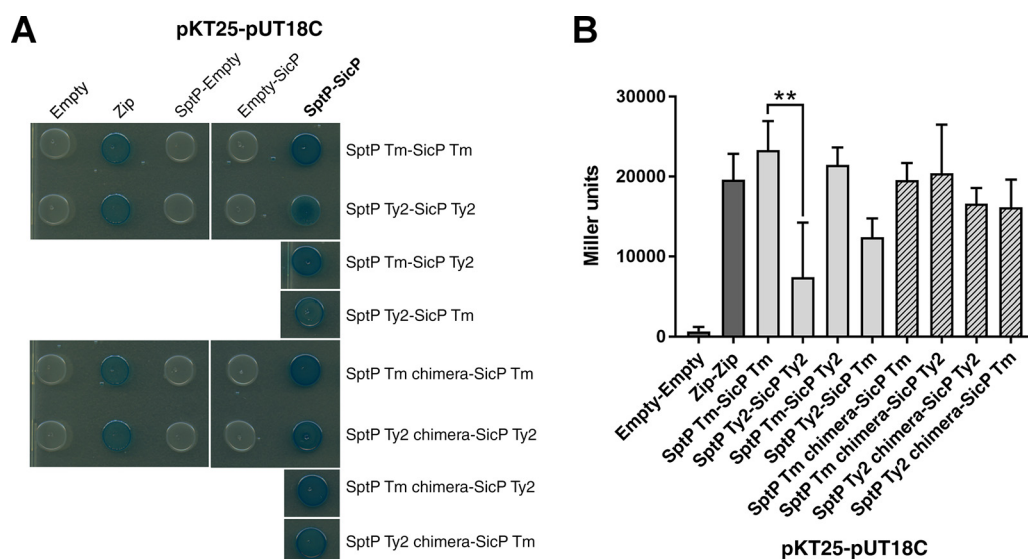 A
pKT25-pUT18C
Empty
Zip
SptP-Empty
Empty-SicP
SptP-SicP
SptP Tm-SicP Tm
SptP Ty2-SicP Ty2
SptP Tm-SicP Ty2
SptP Ty2-SicP Tm
SptP Tm chimera-SicP Tm
SptP Ty2 chimera-SicP Ty2
SptP Tm chimera-SicP Ty2
SptP Ty2 chimera-SicP Tm
B
**
Miller units
30000
20000
10000
0
Empty-Empty
Zip-Zip
SptP Tm-SicP Tm
SptP Ty2-SicP Ty2
SptP Tm-SicP Ty2
SptP Ty2-SicP Tm
SptP Tm chimera-SicP Tm
SptP Tm chimera-SicP Ty2
SptP Ty2 chimera-SicP Ty2
SptP Ty2 chimera-SicP Tm
pKT25-pUT18C